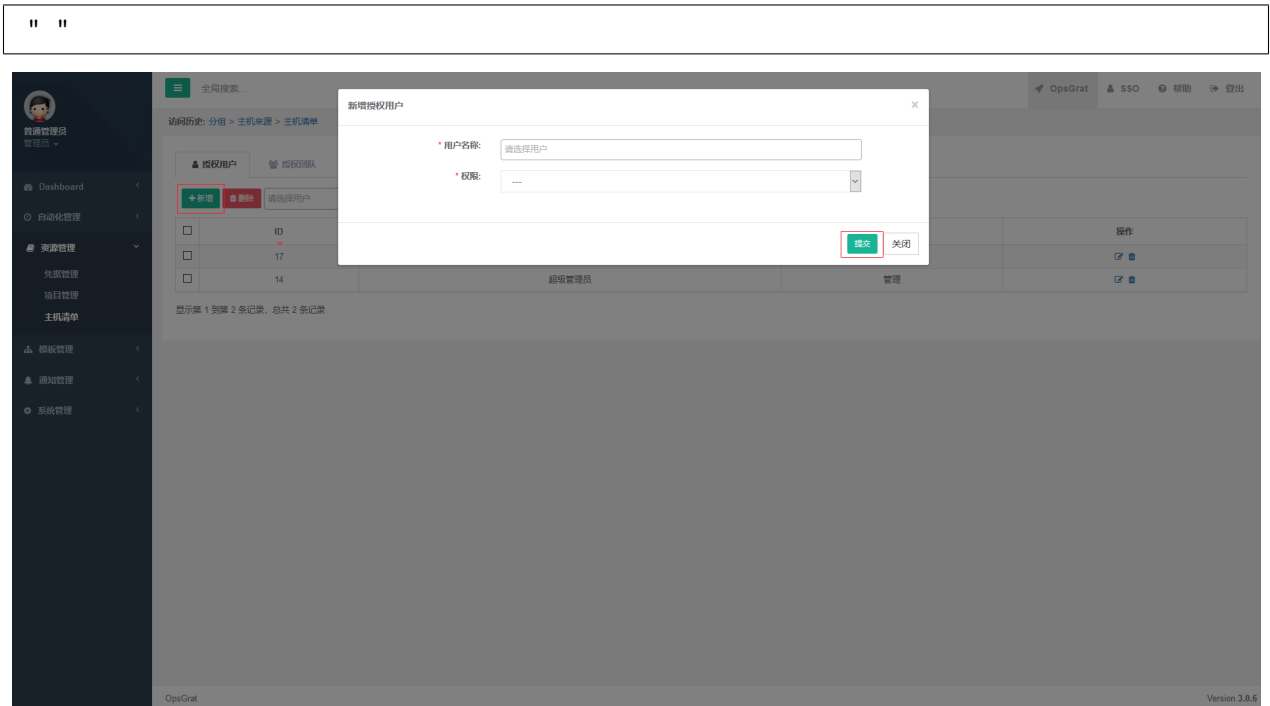 " "
全局搜索...
OpsGrat SSO 帮助 登出
普通管理员
管理员
访问历史: 分组 > 主机来源 > 主机清单
新增授权用户 ×
* 用户名称: 请选择用户
* 权限: ---
提交 关闭
授权用户 授权团队
+新增 删除 请选择用户
ID 操作
17
14 超级管理员 管理
显示第 1 到第 2 条记录，总共 2 条记录
Dashboard
自动化管理
资源管理
凭据管理
项目管理
主机清单
模板管理
通知管理
系统管理
OpsGrat Version 3.0.6